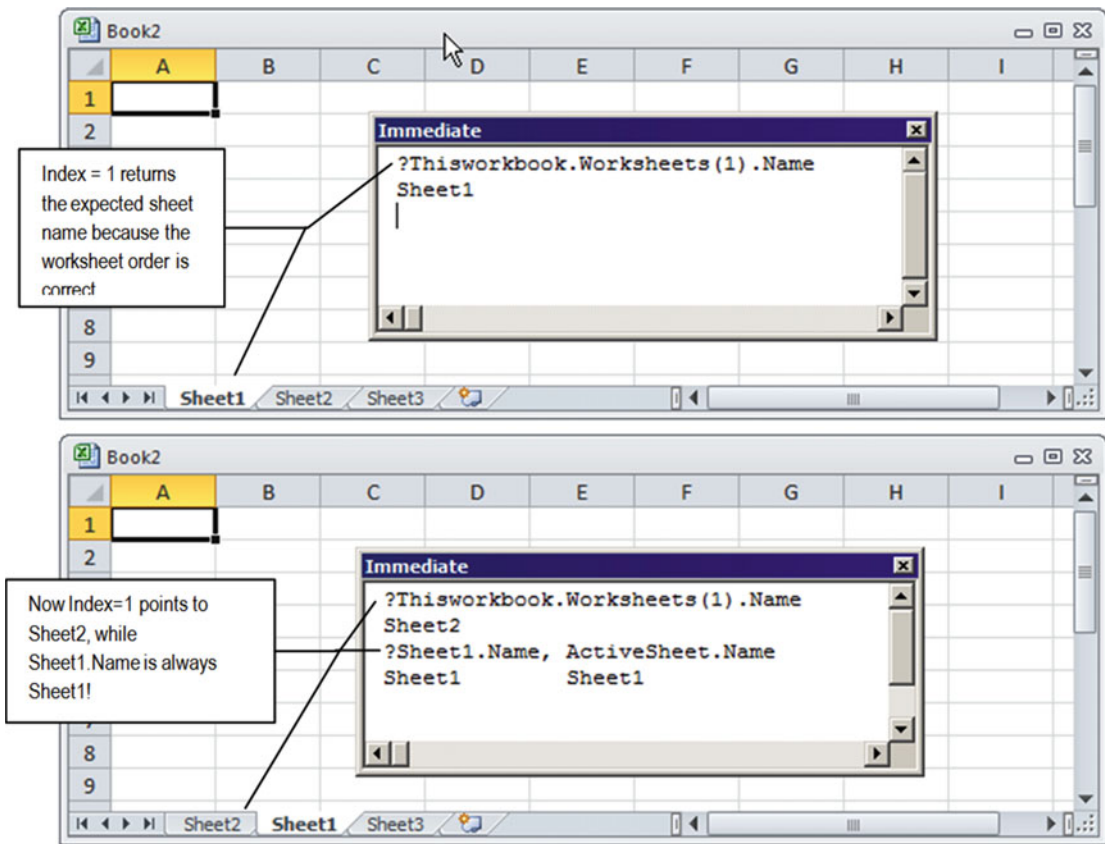 Book2
A B C D E F G H I
1
2
Immediate
?Thisworkbook.Worksheets(1).Name
Sheet1
Index = 1 returns
the expected sheet
name because the
worksheet order is
correct
8
9
Sheet1 Sheet2 Sheet3
Book2
A B C D E F G H I
1
2
Immediate
?Thisworkbook.Worksheets(1).Name
Sheet2
?Sheet1.Name, ActiveSheet.Name
Sheet1 Sheet1
Now Index=1 points to
Sheet2, while
Sheet1.Name is always
Sheet1!
8
9
Sheet2 Sheet1 Sheet3